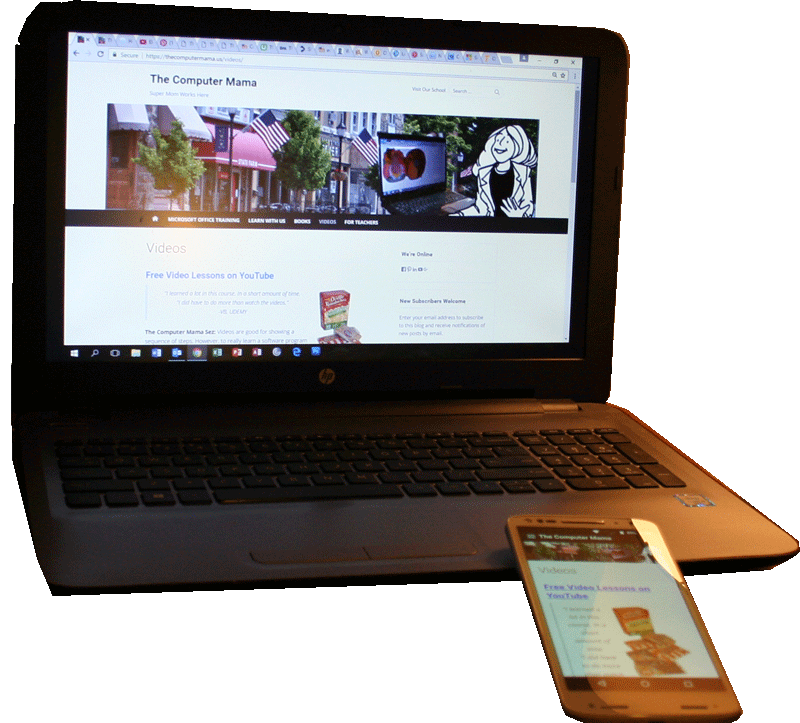 Secure | https://thecomputermama.us/videos/
The Computer Mama
Super Mom Works Here
Visit Our School
Search ...
STATE FARM
MICROSOFT OFFICE TRAINING LEARN WITH US BOOKS VIDEOS FOR TEACHERS
Videos
Free Video Lessons on YouTube
"I learned a lot in this course, in a short amount of time.
I did have to do more than watch the videos."
MS, UDEMY
The Computer Mama Sez: Videos are good for showing a
sequence of steps. However, to really learn a software program
We're Online
New Subscribers Welcome
Enter your email address to subscribe
to this blog and receive notifications of
new posts by email.
hp
The Computer Mama
Videos
Free Video Lessons on
YouTube
"I learned a
lot in this
course, in a
short
amount of
time.
I did have
to do more